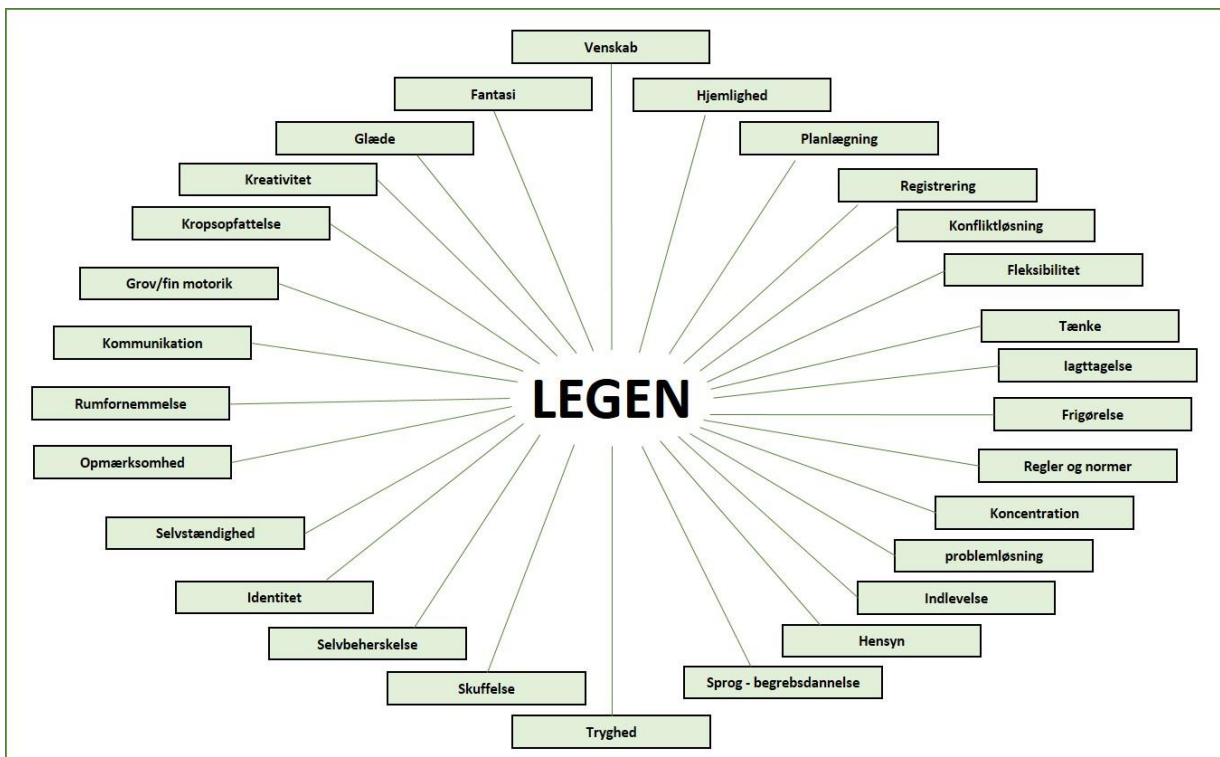 Venskab
Hjemlighed
Planlægning
Registrering
Konfliktløsning
Fleksibilitet
Tænke
Iagttagelse
Frigørelse
Regler og normer
Koncentration
problemløsning
Indlevelse
Hensyn
Sprog - begrebsdannelse
Tryghed
Skuffelse
Selvbeherskelse
Identitet
Selvstændighed
Opmærksomhed
Rumfornemmelse
Kommunikation
Grov/fin motorik
Kropsopfattelse
Kreativitet
Glæde
Fantasi
LEGEN